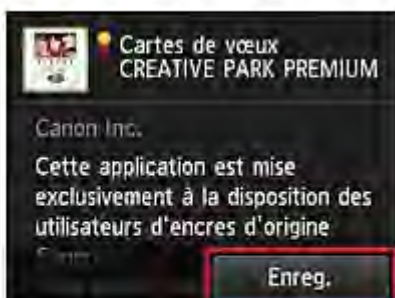 Cartes de vœux
CREATIVE PARK PREMIUM
Canon Inc.
Cette application est mise
exclusivement à la disposition des
utilisateurs d'encres d'origine
Enreg.